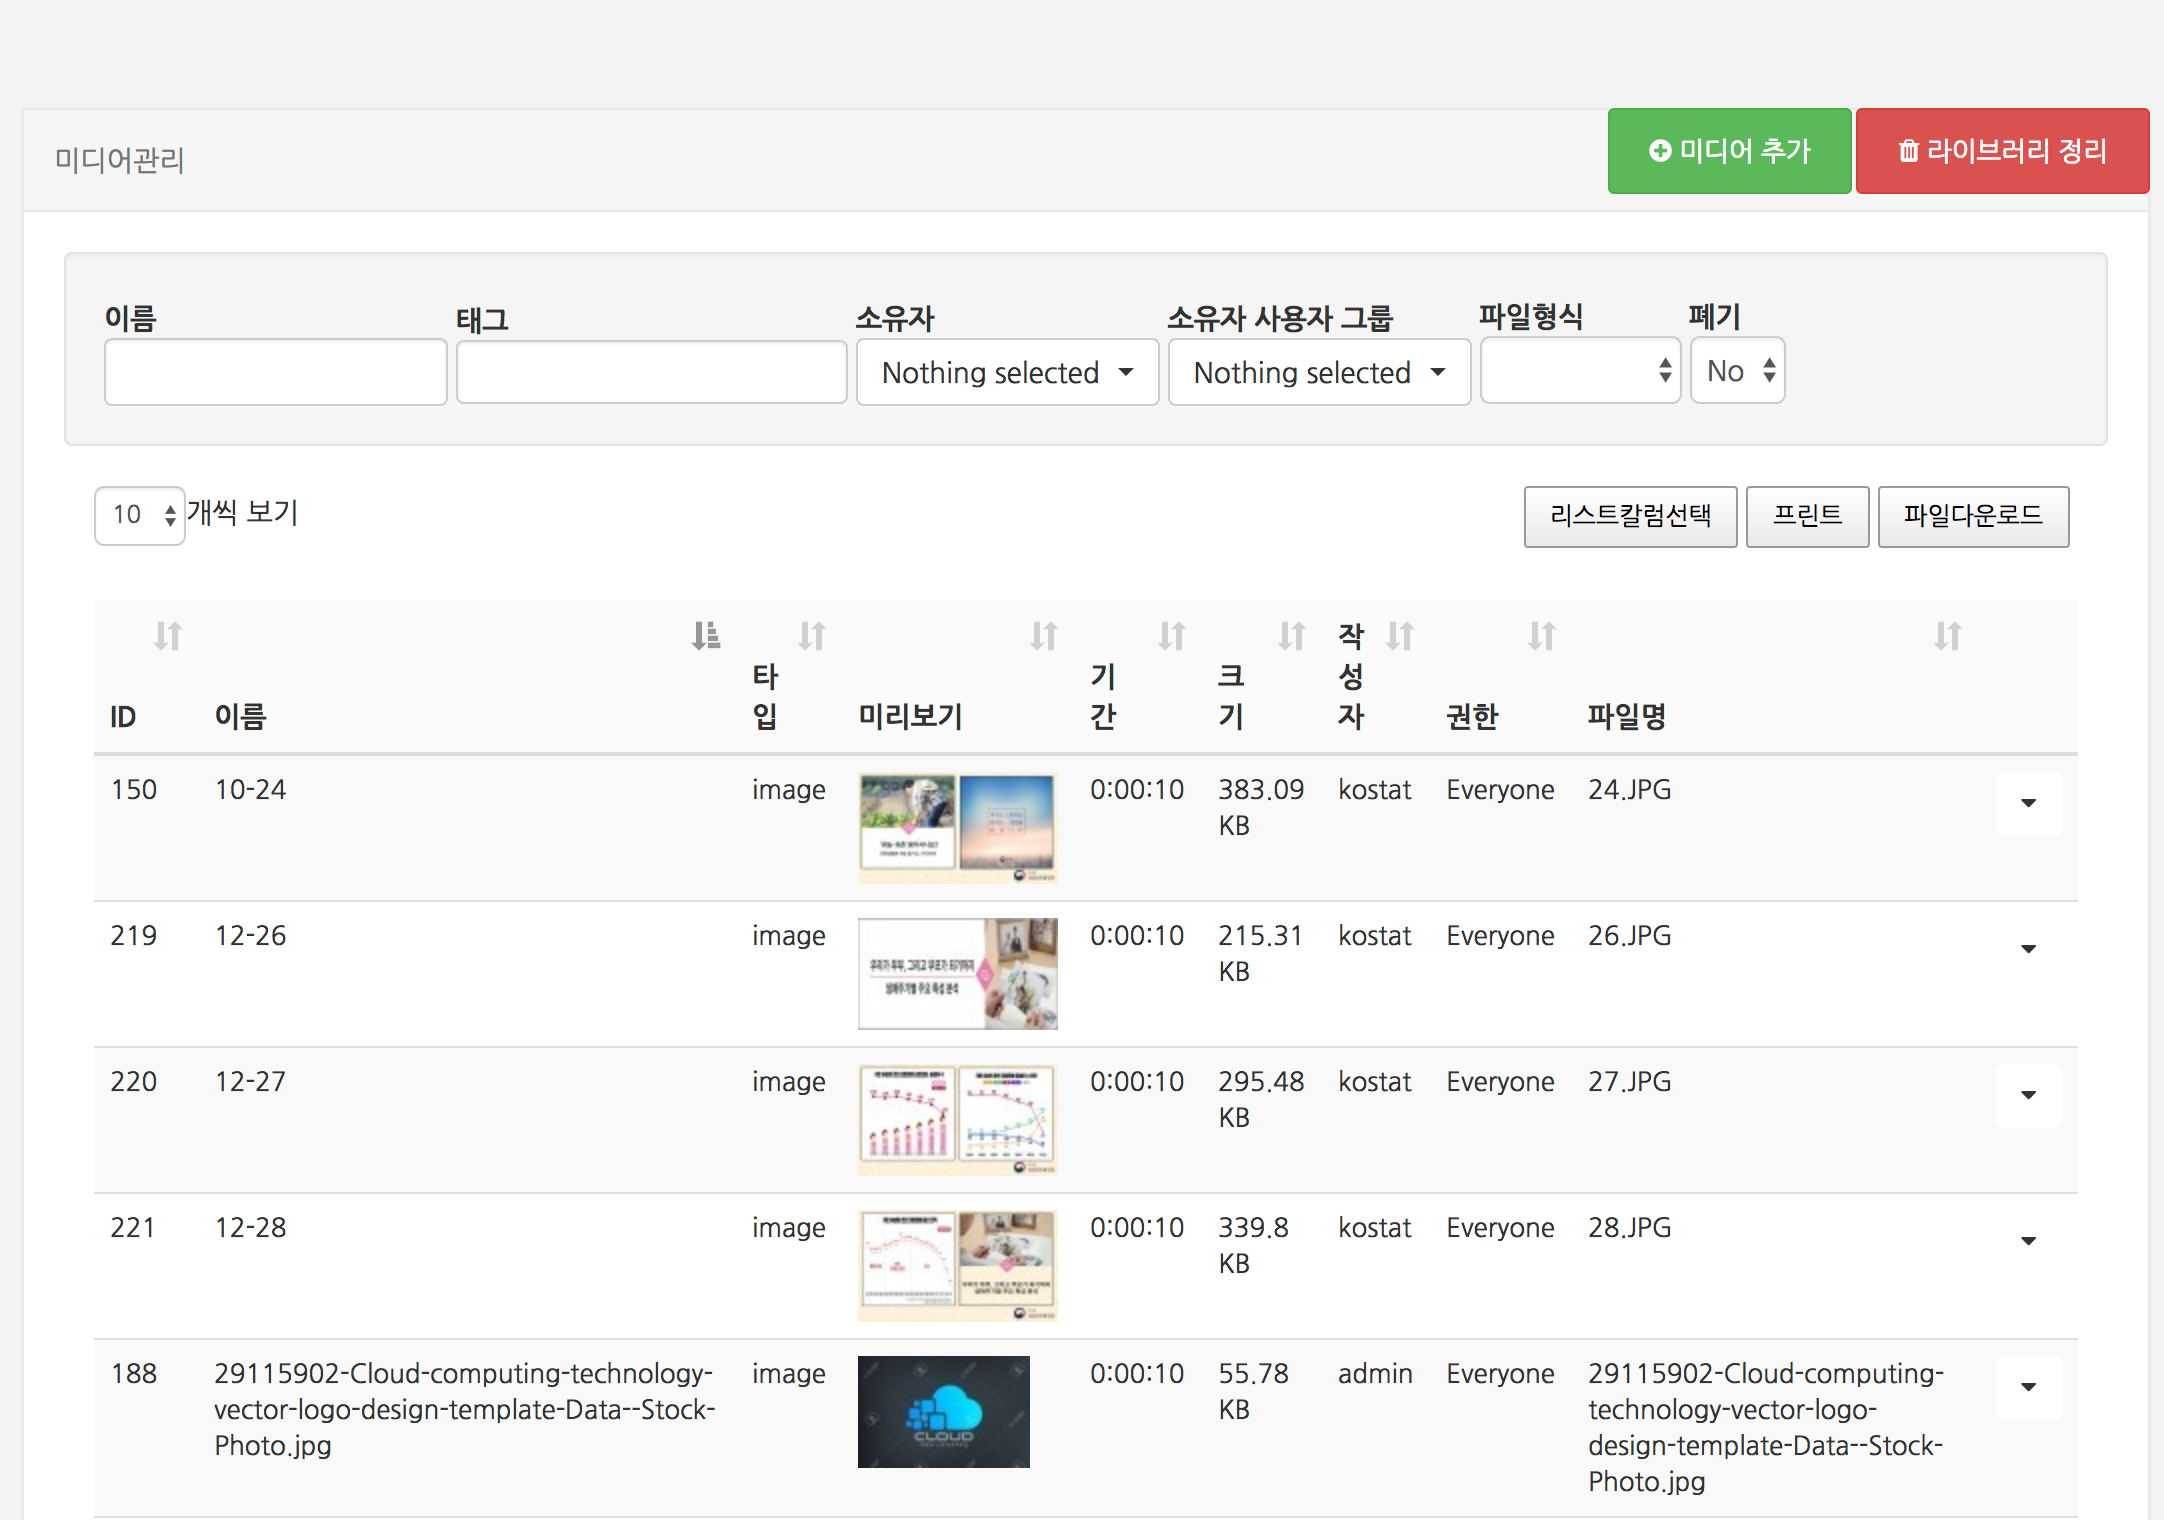 미디어관리
미디어 추가
라이브러리 정리
이름 태그 소유자 소유자 사용자 그룹 파일형식 폐기
Nothing selected Nothing selected No
10 개씩 보기
리스트칼럼선택 프린트 파일다운로드
ID 이름 타입 미리보기 기간 크기 작성자 권한 파일명
150 10-24 image 0:00:10 383.09 kostat Everyone 24.JPG
KB
219 12-26 image 0:00:10 215.31 kostat Everyone 26.JPG
KB
220 12-27 image 0:00:10 295.48 kostat Everyone 27.JPG
KB
221 12-28 image 0:00:10 339.8 kostat Everyone 28.JPG
KB
188 29115902-Cloud-computing-technology- image 0:00:10 55.78 admin Everyone 29115902-Cloud-computing-
vector-logo-design-template-Data--Stock- KB technology-vector-logo-
Photo.jpg design-template-Data--Stock-
Photo.jpg
CLOUD